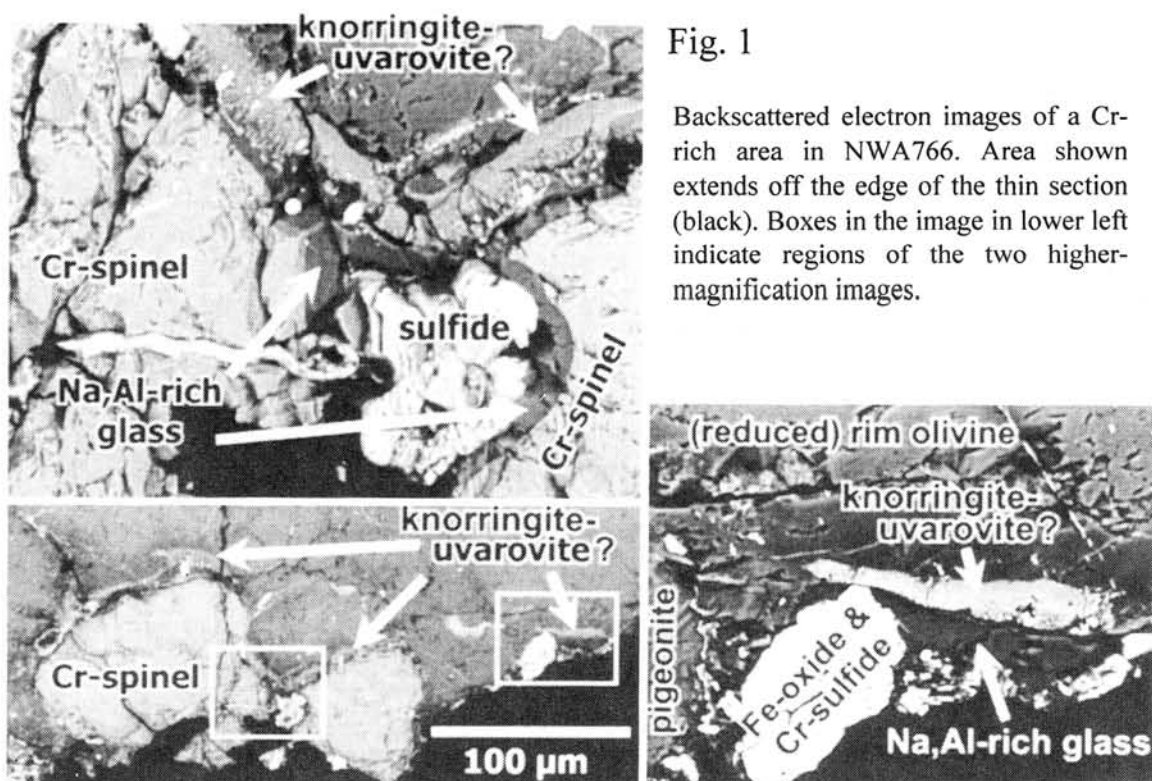 knorringite-
uvarovite?
Cr-spinel
sulfide
Na,Al-rich
glass
Cr-spinel
Fig. 1
Backscattered electron images of a Cr-
rich area in NWA766. Area shown
extends off the edge of the thin section
(black). Boxes in the image in lower left
indicate regions of the two higher-
magnification images.
knorringite-
uvarovite?
Cr-spinel
100 µm
(reduced) rim olivine
knorringite-
uvarovite?
pigeonite
Fe-oxide &
Cr-sulfide
Na,Al-rich glass